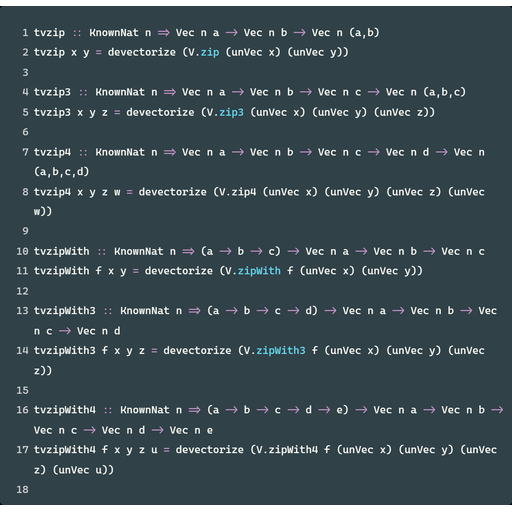 1 tvzip :: KnownNat n => Vec n a -> Vec n b -> Vec n (a,b)
2 tvzip x y = devectorize (V.zip (unVec x) (unVec y))
3
4 tvzip3 :: KnownNat n => Vec n a -> Vec n b -> Vec n c -> Vec n (a,b,c)
5 tvzip3 x y z = devectorize (V.zip3 (unVec x) (unVec y) (unVec z))
6
7 tvzip4 :: KnownNat n => Vec n a -> Vec n b -> Vec n c -> Vec n d -> Vec n
(a,b,c,d)
8 tvzip4 x y z w = devectorize (V.zip4 (unVec x) (unVec y) (unVec z) (unVec
w))
9
10 tvzipWith :: KnownNat n => (a -> b -> c) -> Vec n a -> Vec n b -> Vec n c
11 tvzipWith f x y = devectorize (V.zipWith f (unVec x) (unVec y))
12
13 tvzipWith3 :: KnownNat n => (a -> b -> c -> d) -> Vec n a -> Vec n b -> Vec
n c -> Vec n d
14 tvzipWith3 f x y z = devectorize (V.zipWith3 f (unVec x) (unVec y) (unVec
z))
15
16 tvzipWith4 :: KnownNat n => (a -> b -> c -> d -> e) -> Vec n a -> Vec n b ->
Vec n c -> Vec n d -> Vec n e
17 tvzipWith4 f x y z u = devectorize (V.zipWith4 f (unVec x) (unVec y) (unVec
z) (unVec u))
18